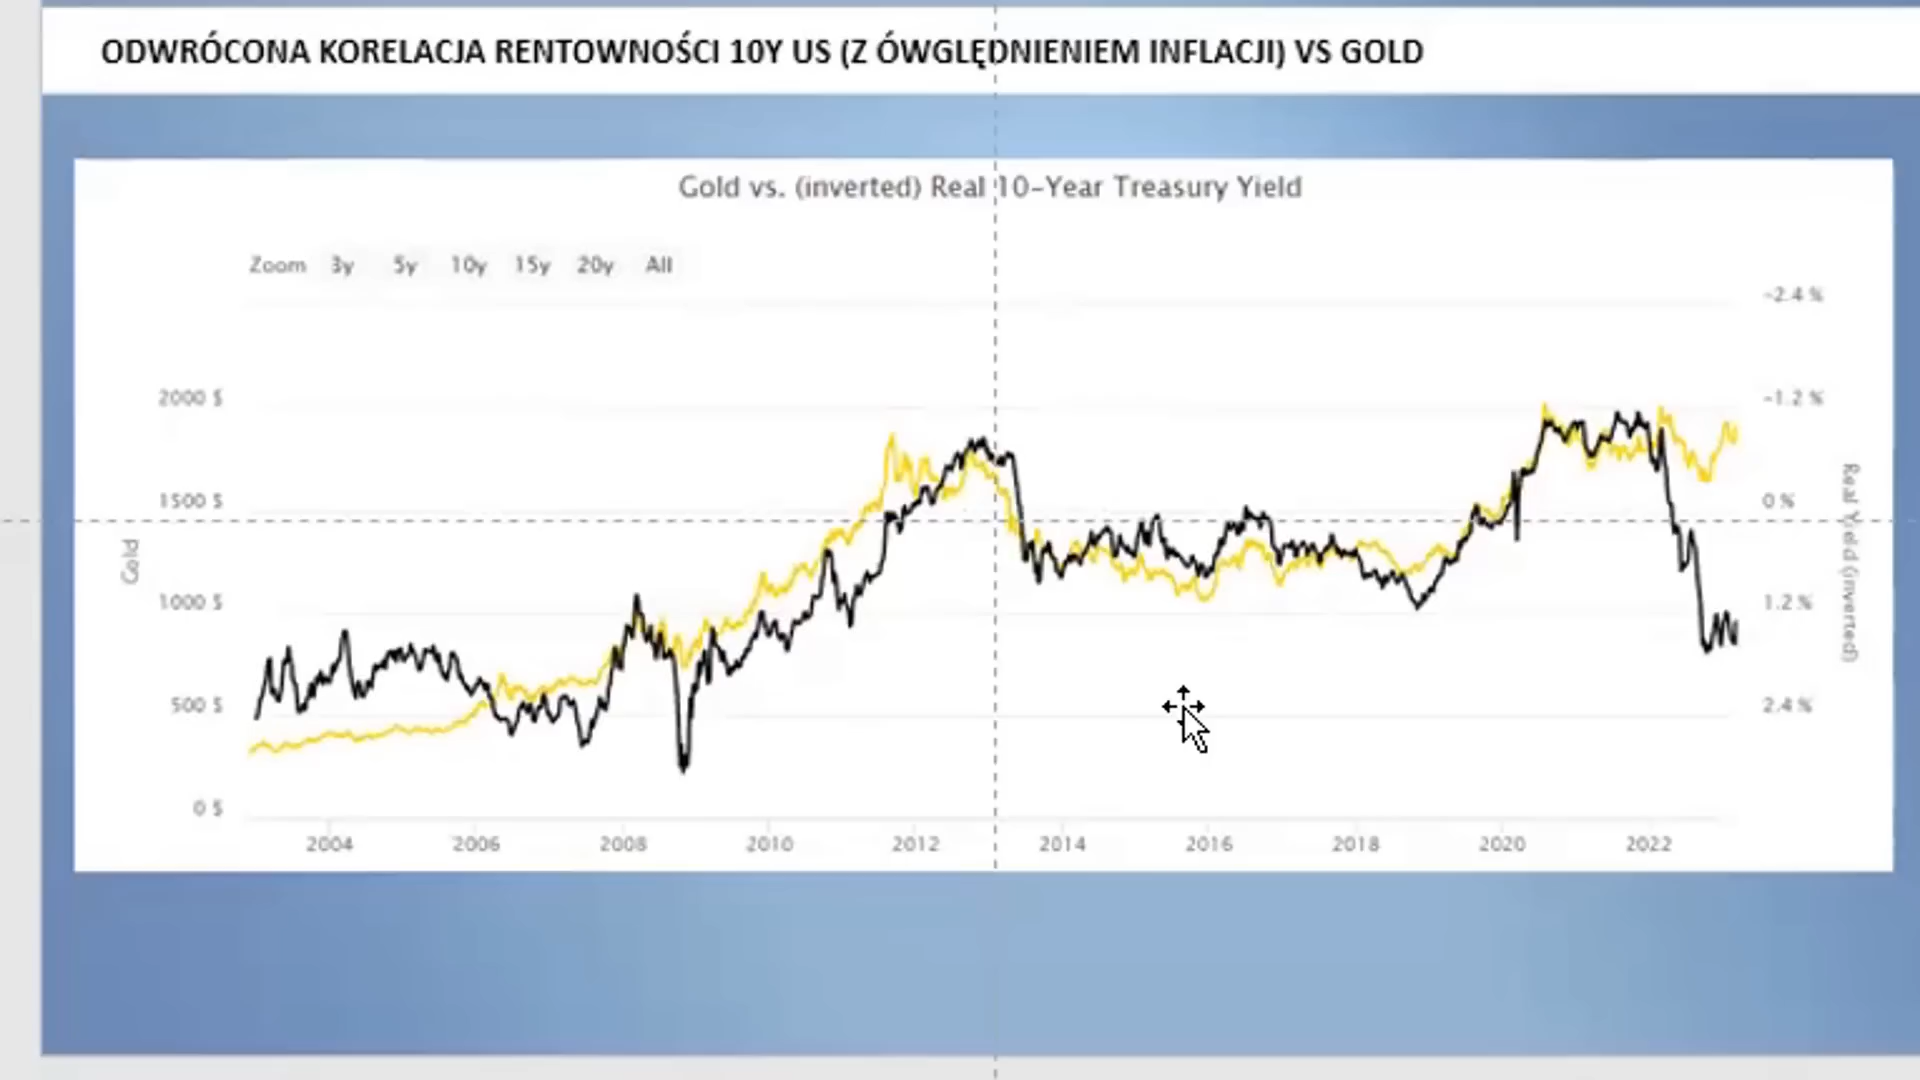 ODWRÓCONA KORELACJA RENTOWNOŚCI 10Y US (Z ÓWGLĘDNIENIEM INFLACJI) VS GOLD
Gold vs. (inverted) Real 10-Year Treasury Yield
Zoom 3y 5y 10y 15y 20y All
-2.4 %
2000 $ -1.2 %
1500 $ 0 %
1000 $ 1.2 %
500 $ 2.4 %
0 $
Gold
Real Yield (inverted)
2004 2006 2008 2010 2012 2014 2016 2018 2020 2022